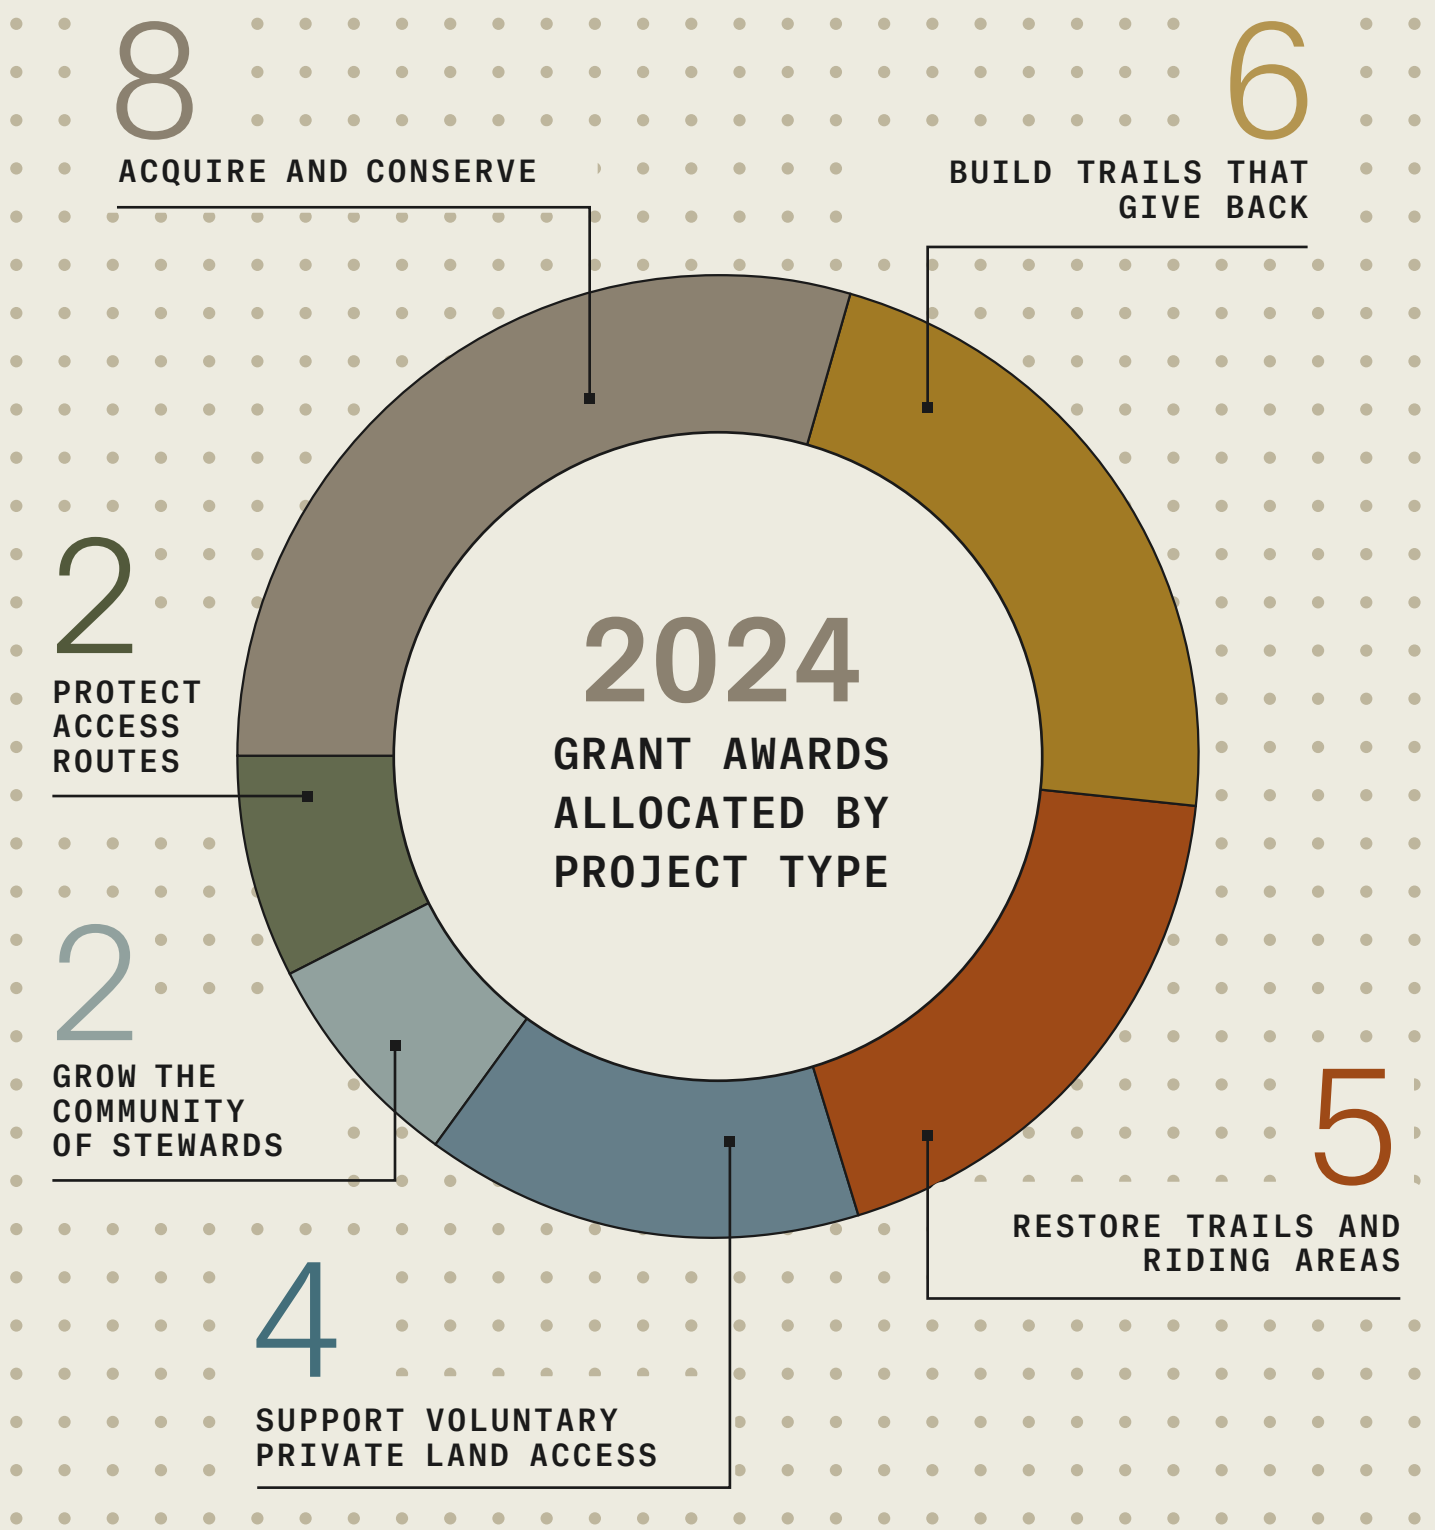 8
ACQUIRE AND CONSERVE
6
BUILD TRAILS THAT
GIVE BACK
2
PROTECT
ACCESS
ROUTES
2024
GRANT AWARDS
ALLOCATED BY
PROJECT TYPE
2
GROW THE
COMMUNITY
OF STEWARDS
5
RESTORE TRAILS AND
RIDING AREAS
4
SUPPORT VOLUNTARY
PRIVATE LAND ACCESS